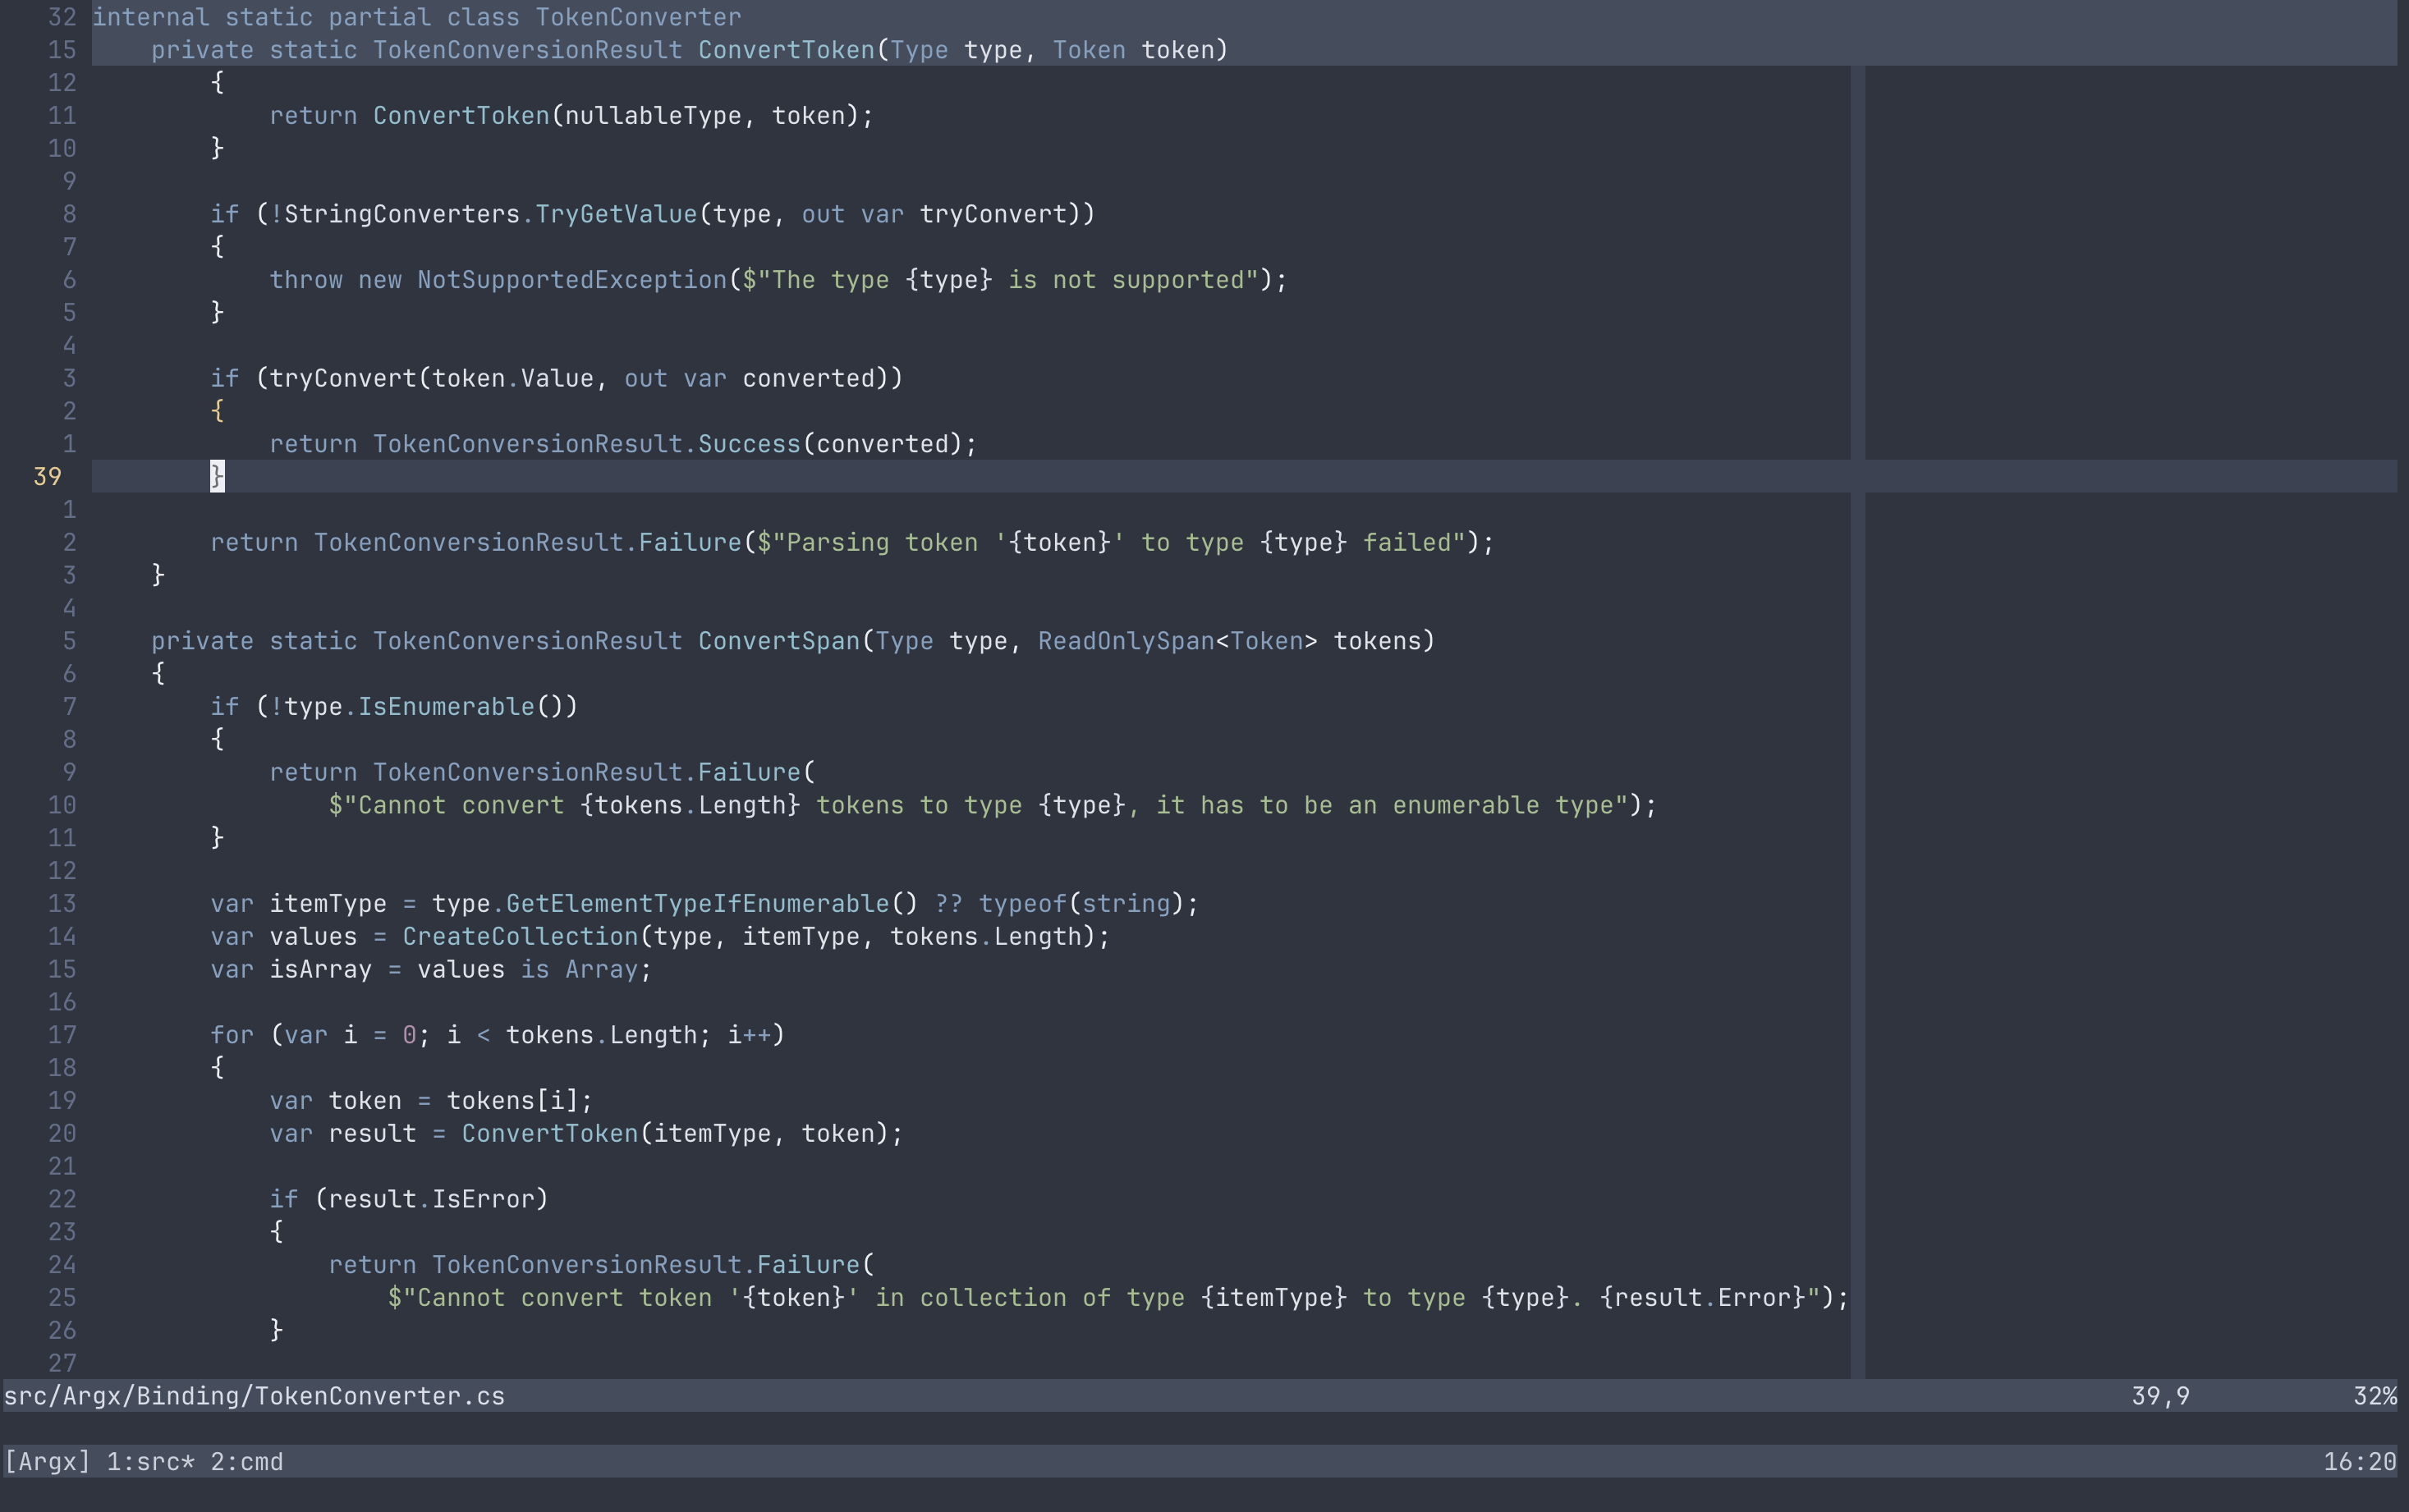 32 internal static partial class TokenConverter
15     private static TokenConversionResult ConvertToken(Type type, Token token)
12         {
11             return ConvertToken(nullableType, token);
10         }
9
8         if (!StringConverters.TryGetValue(type, out var tryConvert))
7         {
6             throw new NotSupportedException($"The type {type} is not supported");
5         }
4
3         if (tryConvert(token.Value, out var converted))
2         {
1             return TokenConversionResult.Success(converted);
39         }
1
2         return TokenConversionResult.Failure($"Parsing token '{token}' to type {type} failed");
3     }
4
5     private static TokenConversionResult ConvertSpan(Type type, ReadOnlySpan<Token> tokens)
6     {
7         if (!type.IsEnumerable())
8         {
9             return TokenConversionResult.Failure(
10                 $"Cannot convert {tokens.Length} tokens to type {type}, it has to be an enumerable type");
11         }
12
13         var itemType = type.GetElementTypeIfEnumerable() ?? typeof(string);
14         var values = CreateCollection(type, itemType, tokens.Length);
15         var isArray = values is Array;
16
17         for (var i = 0; i < tokens.Length; i++)
18         {
19             var token = tokens[i];
20             var result = ConvertToken(itemType, token);
21
22             if (result.IsError)
23             {
24                 return TokenConversionResult.Failure(
25                     $"Cannot convert token '{token}' in collection of type {itemType} to type {type}. {result.Error}");
26             }
27
src/Argx/Binding/TokenConverter.cs 39,9 32%
[Argx] 1:src* 2:cmd 16:20